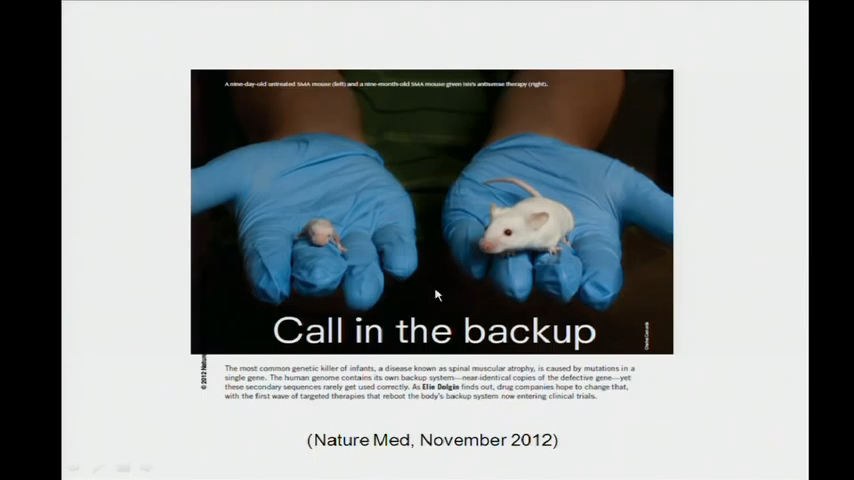 A nine-day-old untreated SMA mouse (left) and a nine-month-old SMA mouse given Isis's antisense therapy (right).
Call in the backup
The most common genetic killer of infants, a disease known as spinal muscular atrophy, is caused by mutations in a
single gene. The human genome contains its own backup system—near-identical copies of the defective gene—yet
these secondary sequences rarely get used correctly. As Elie Dolgin finds out, drug companies hope to change that,
with the first wave of targeted therapies that reboot the body's backup system now entering clinical trials.
© 2012 Natur
(Nature Med, November 2012)